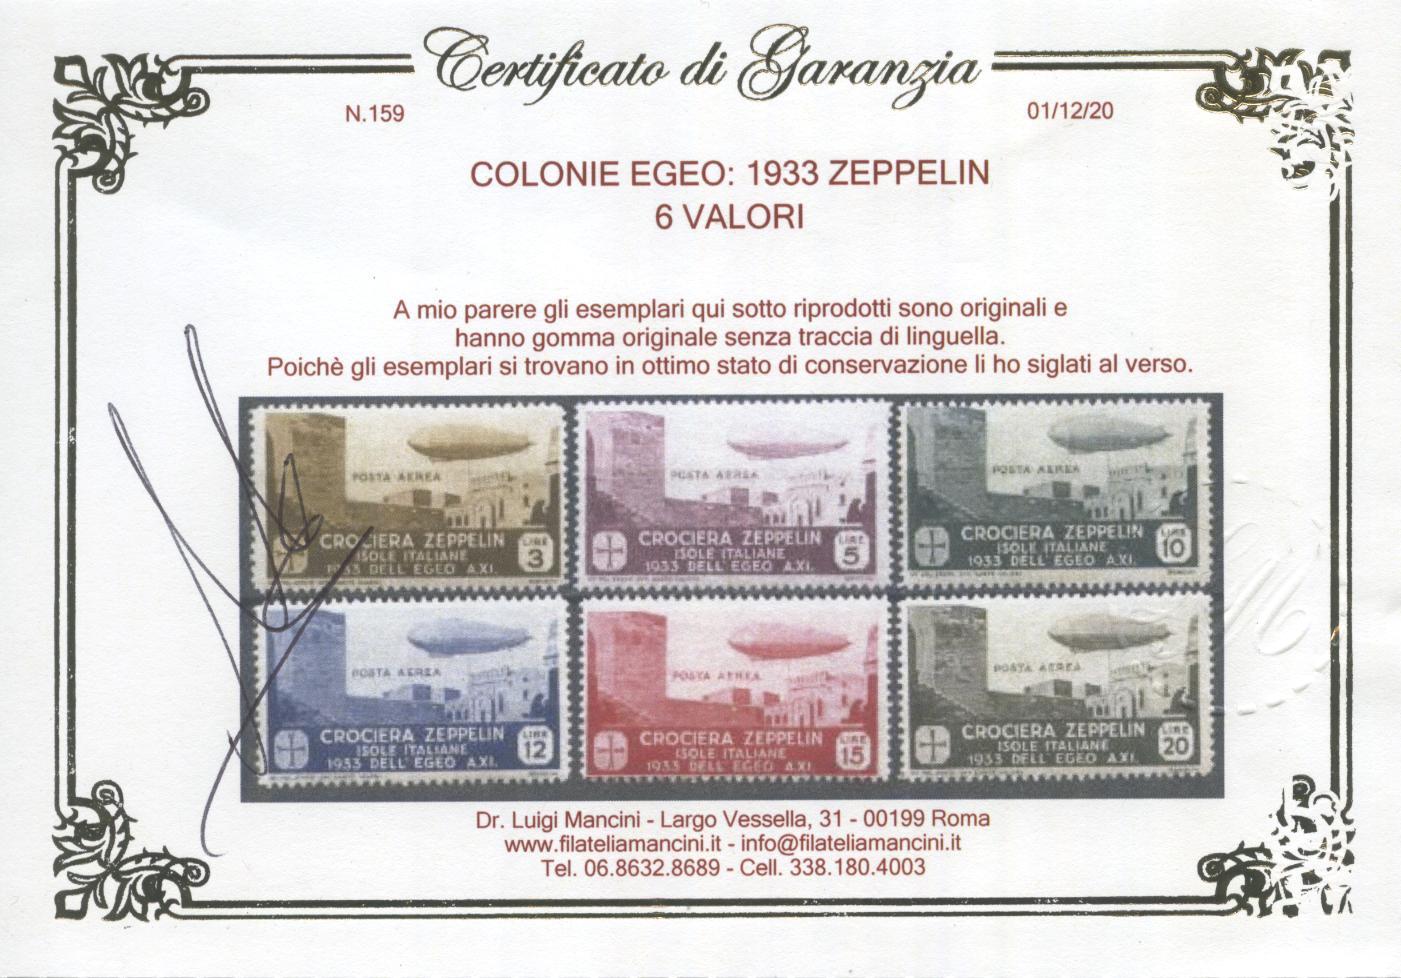 Certificato di Garanzia
N.159
01/12/20
COLONIE EGEO: 1933 ZEPPELIN
6 VALORI
A mio parere gli esemplari qui sotto riprodotti sono originali e
hanno gomma originale senza traccia di linguella.
Poichè gli esemplari si trovano in ottimo stato di conservazione li ho siglati al verso.
POSTA AEREA
CROCIERA ZEPPELIN
ISOLE ITALIANE
1933 DELL'EGEO A.XI.
LIRE
3
POSTA AEREA
CROCIERA ZEPPELIN
ISOLE ITALIANE
1933 DELL'EGEO A.XI.
LIRE
5
POSTA AEREA
CROCIERA ZEPPELIN
ISOLE ITALIANE
1933 DELL'EGEO A.XI.
LIRE
10
POSTA AEREA
CROCIERA ZEPPELIN
ISOLE ITALIANE
1933 DELL'EGEO A.XI.
LIRE
12
POSTA AEREA
CROCIERA ZEPPELIN
ISOLE ITALIANE
1933 DELL'EGEO A.XI.
LIRE
15
POSTA AEREA
CROCIERA ZEPPELIN
ISOLE ITALIANE
1933 DELL'EGEO A.XI.
LIRE
20
Dr. Luigi Mancini - Largo Vessella, 31 - 00199 Roma
www.filateliamancini.it - info@filateliamancini.it
Tel. 06.8632.8689 - Cell. 338.180.4003